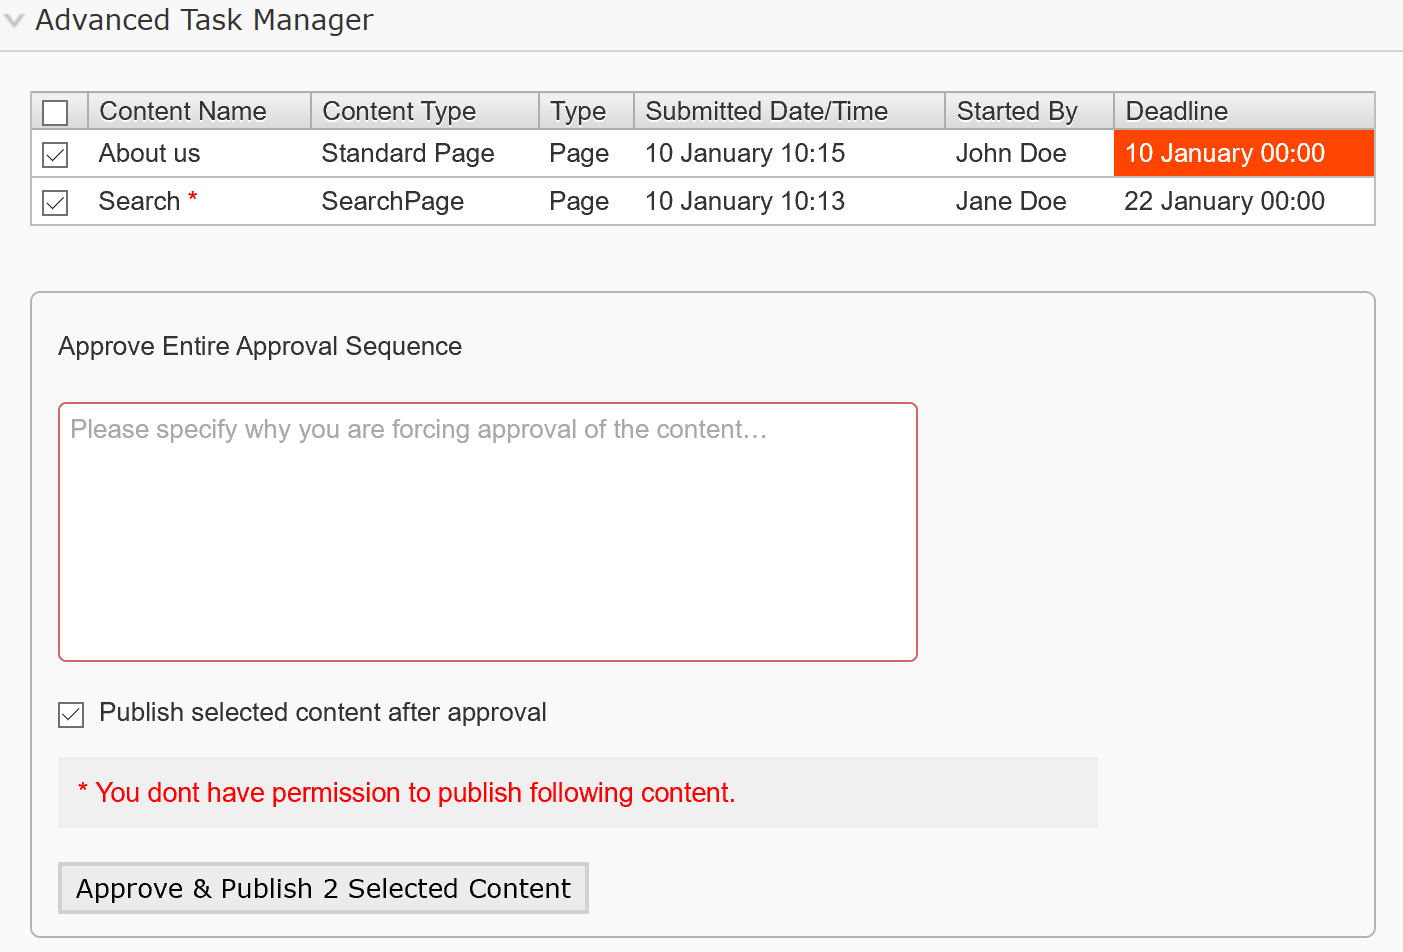 Advanced Task Manager
Content Name Content Type Type Submitted Date/Time Started By Deadline
About us Standard Page Page 10 January 10:15 John Doe 10 January 00:00
Search * SearchPage Page 10 January 10:13 Jane Doe 22 January 00:00
Approve Entire Approval Sequence
Please specify why you are forcing approval of the content...
Publish selected content after approval
* You dont have permission to publish following content.
Approve & Publish 2 Selected Content